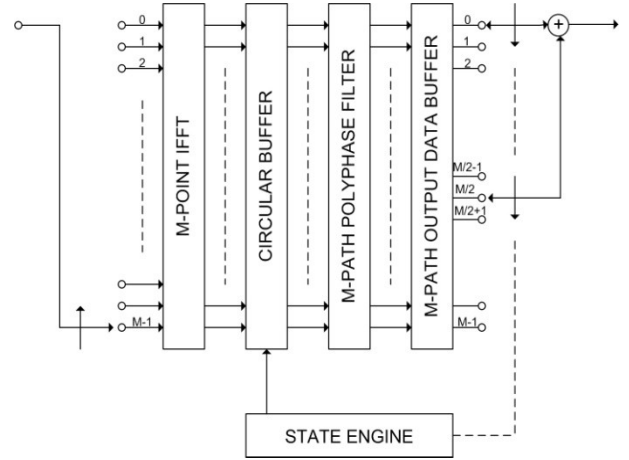 0
1
2
M-1
M-POINT IFFT
CIRCULAR BUFFER
M-PATH POLYPHASE FILTER
M-PATH OUTPUT DATA BUFFER
0
1
2
M/2-1
M/2
M/2+1
M-1
+
STATE ENGINE